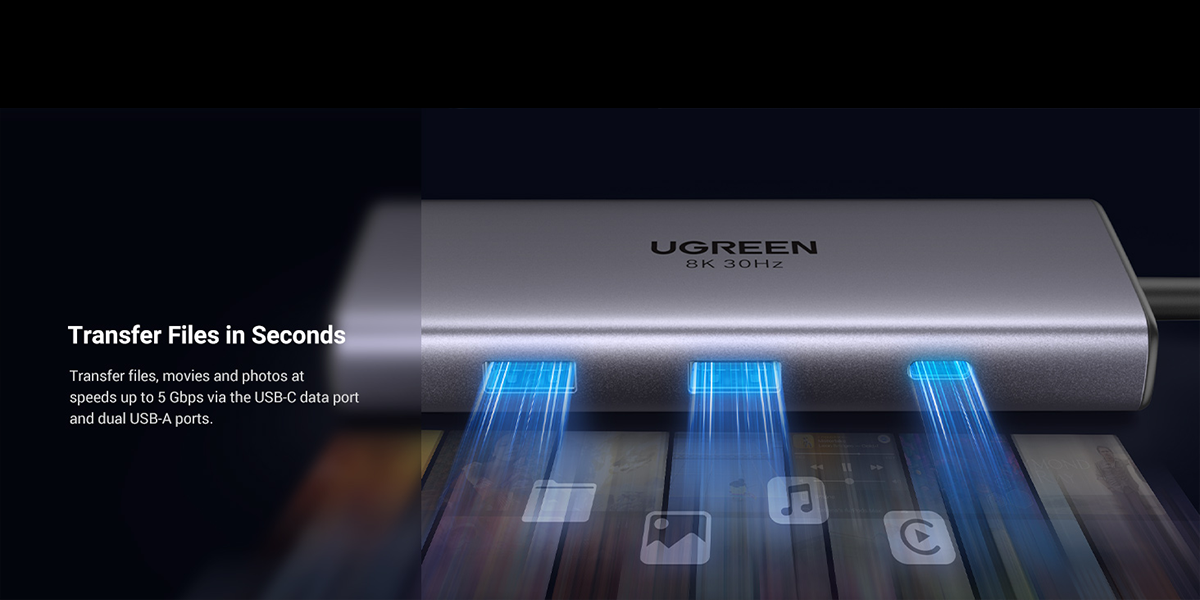 UGREEN
8K 30Hz
Transfer Files in Seconds
Transfer files, movies and photos at
speeds up to 5 Gbps via the USB-C data port
and dual USB-A ports.